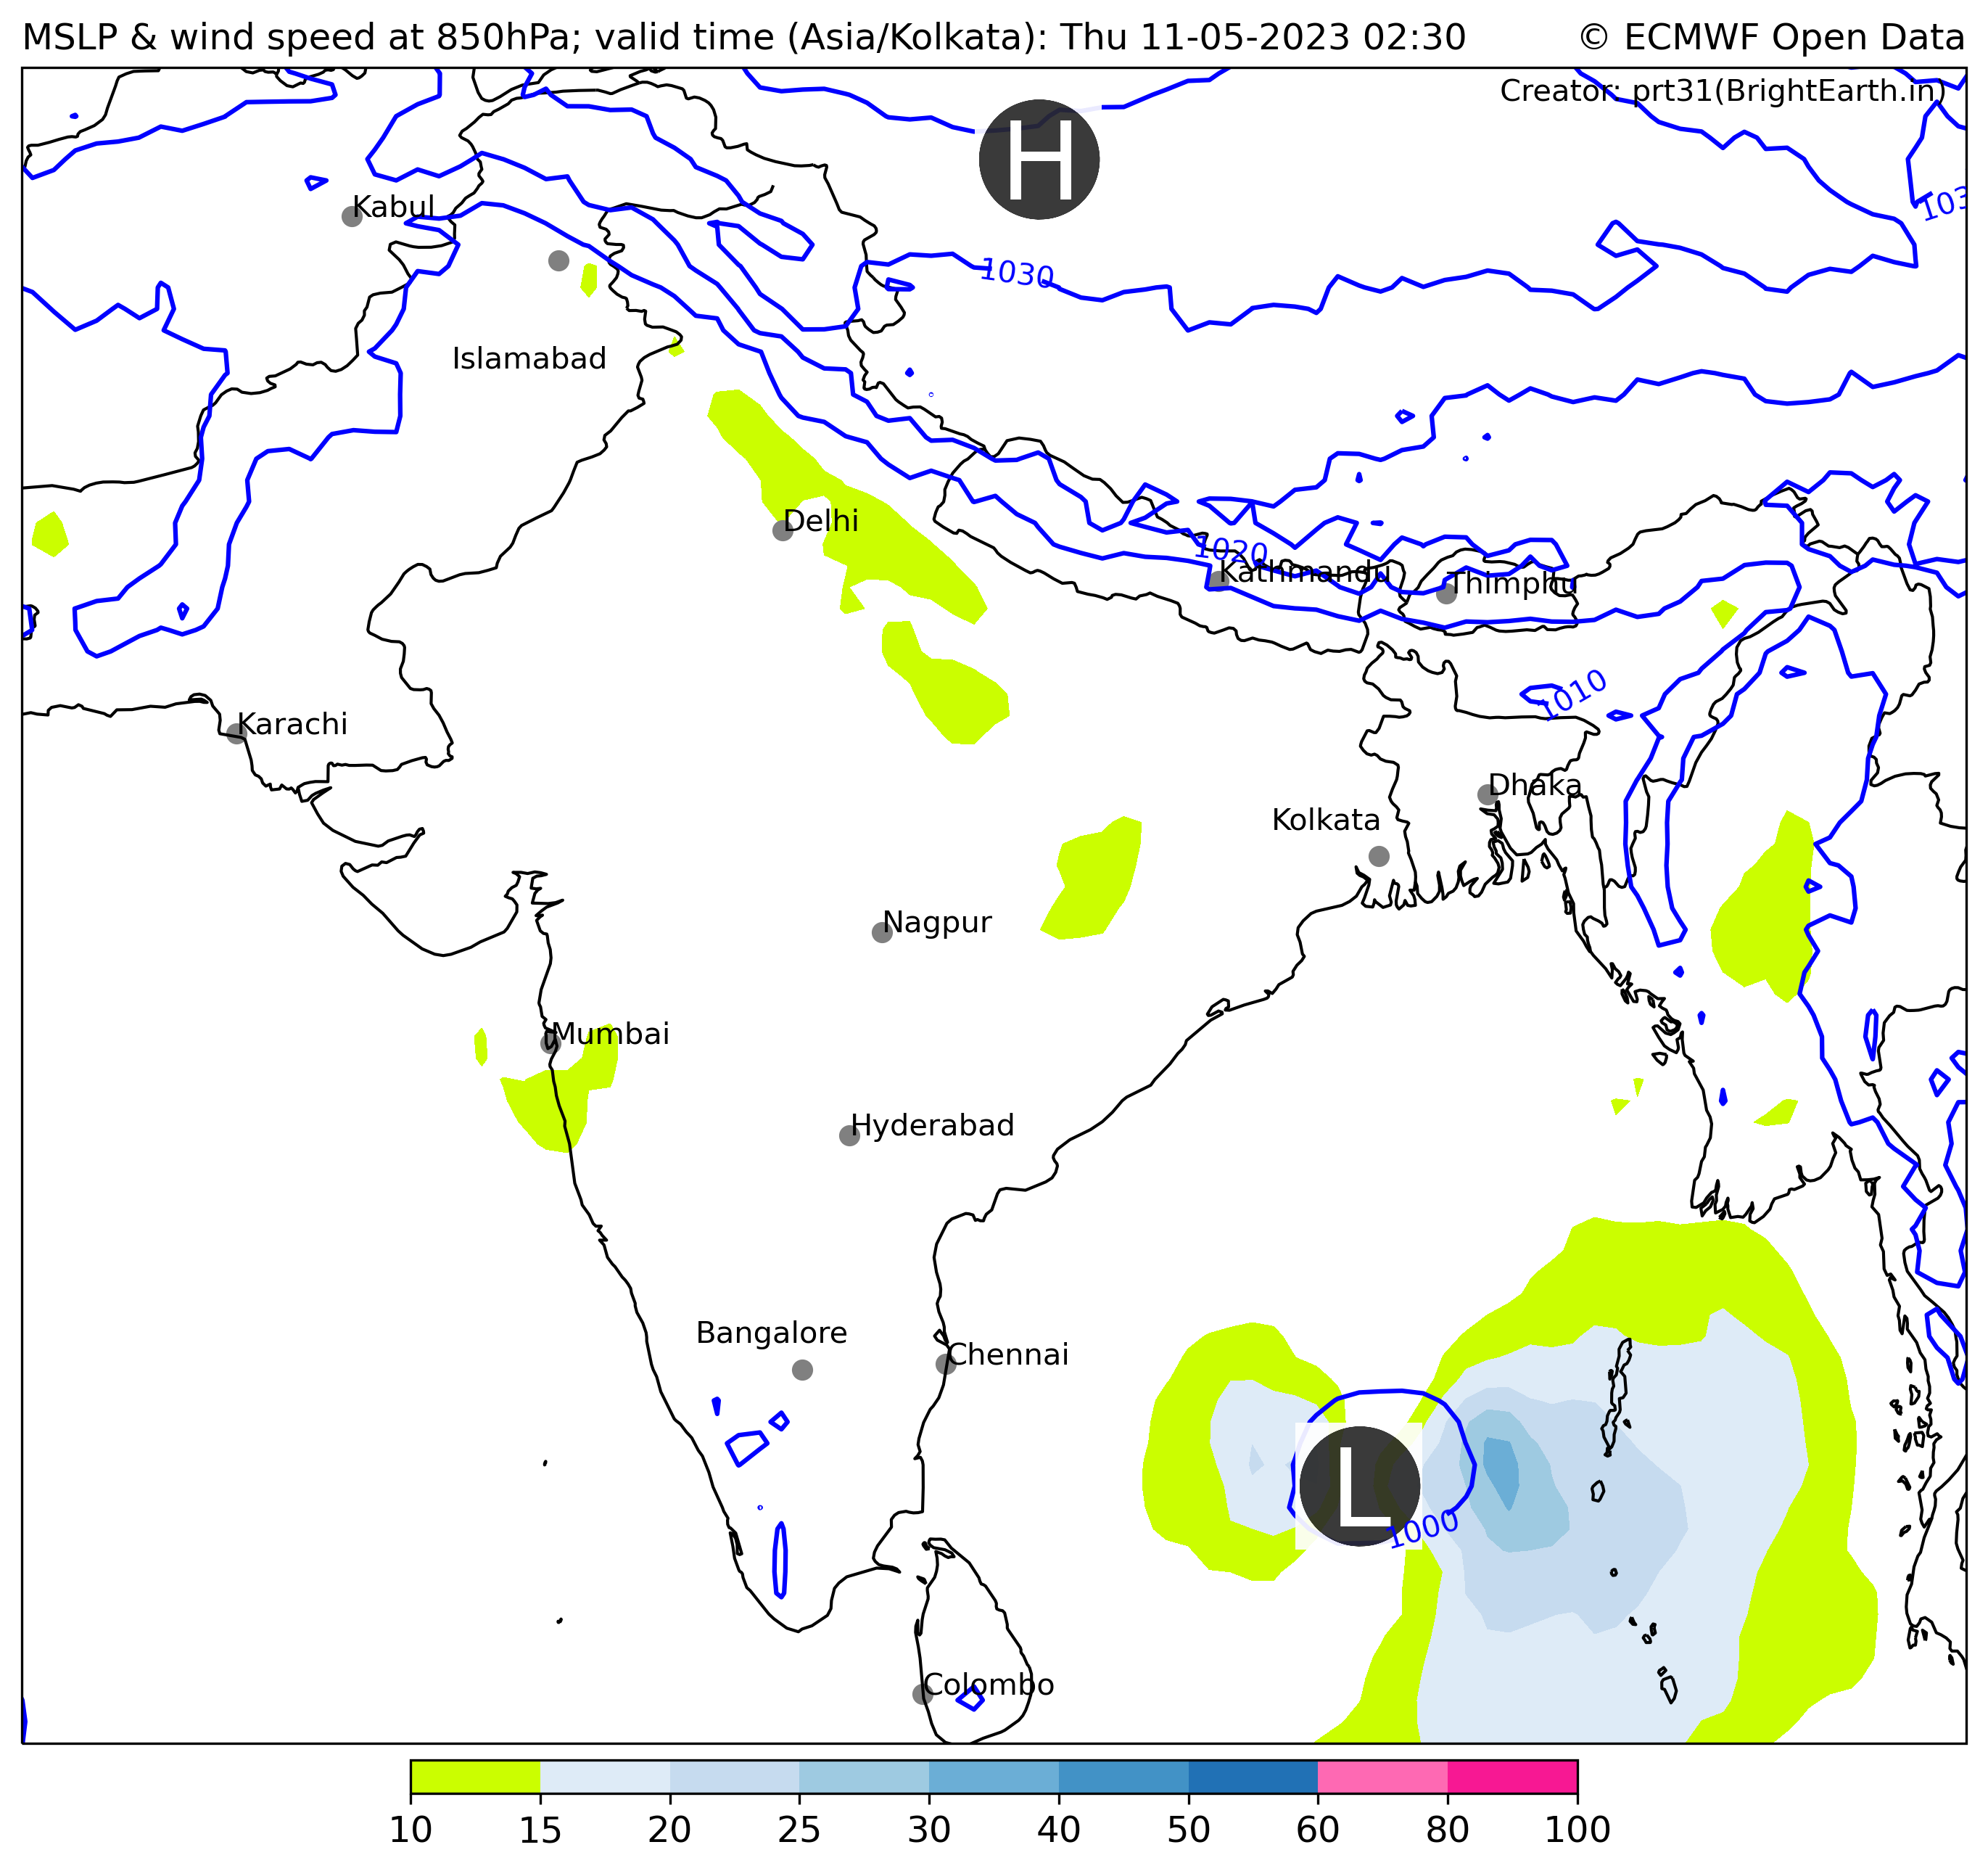 MSLP & wind speed at 850hPa; valid time (Asia/Kolkata): Thu 11-05-2023 02:30
© ECMWF Open Data
Creator: prt31(BrightEarth.in)
H
Kabul
1030
Islamabad
Delhi
1020
Kathmandu
Thimphu
1010
Karachi
Dhaka
Kolkata
Nagpur
Mumbai
Hyderabad
Bangalore
Chennai
L
1000
Colombo
10 15 20 25 30 40 50 60 80 100